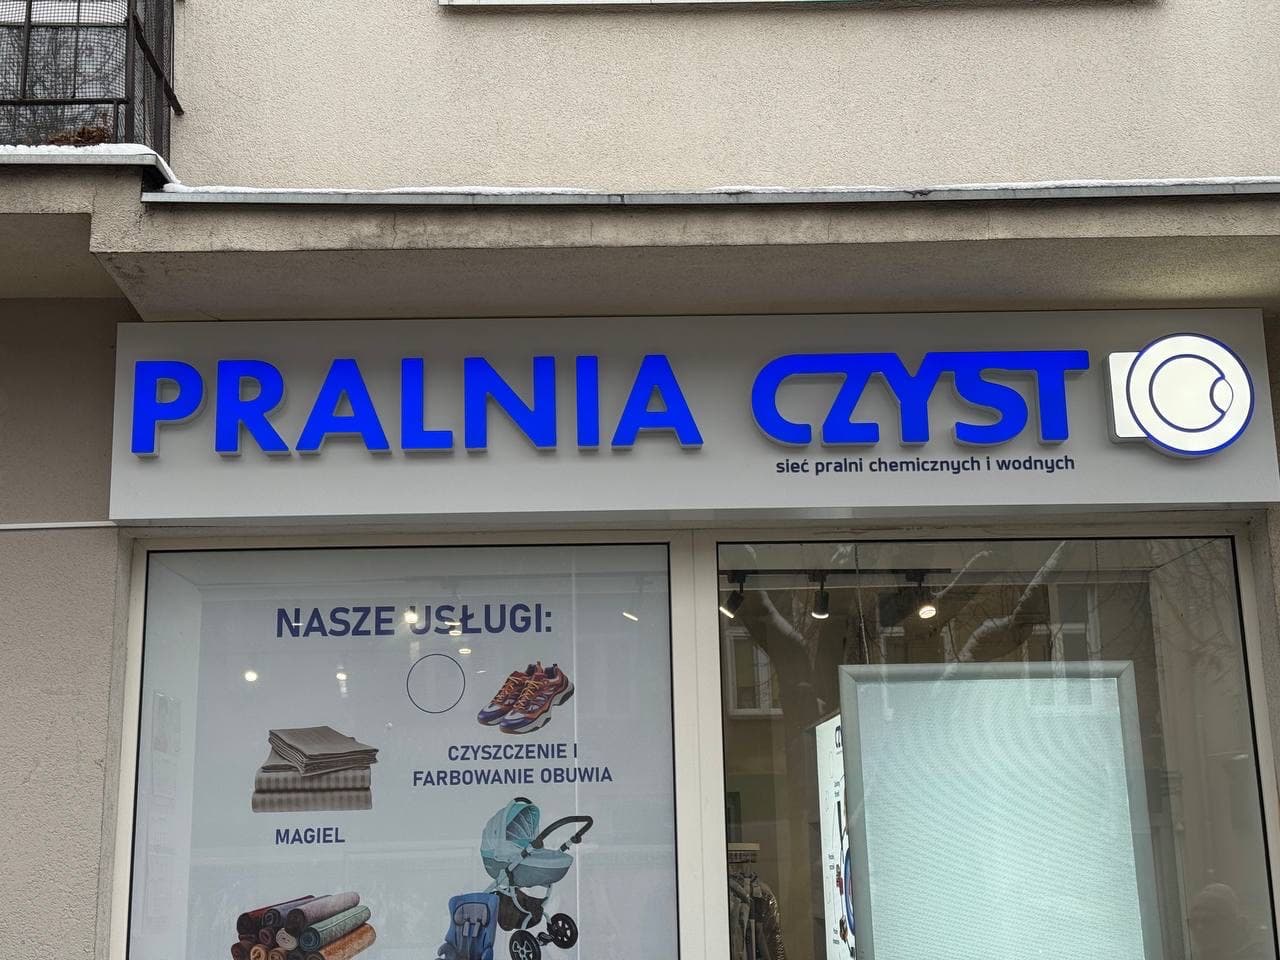 PRALNIA CZYST
sieć pralni chemicznych i wodnych
NASZE USŁUGI:
CZYSZCZENIE I
FARBOWANIE OBUWIA
MAGIEL